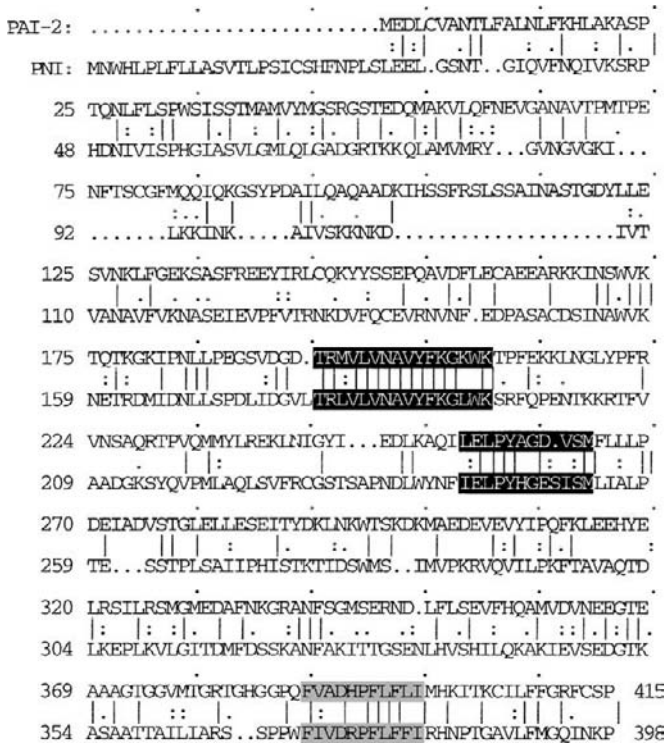 PAI-2: ......................MEDLCVANTLFALNLFKHLAKASP
PNI: MNWHLPLFLLASVTLPSICSHFNPLSLEEL.GSNT..GIQVFNQIVKSRP
25 TQNLFLSPWSISSTMAMVYMGSRGSTEDQMAKVLQFNEVGANAVTPMTPE
48 HDNIVISPHGIASVLGMLQLGADGRTKKQLAMVMRY...GVNGVGKI...
75 NFTSCGFMQQIQKGSYPDAILQAQAADKIHSSFRSLSSAINASTGDYLLE
92 .......LKKINK.....AIVSKKNKD...................IVT
125 SVNKLFGEKSASFREEYIRLCQKYYSSEPQAVDFLECAEEARKKINSWVK
110 VANAVFVKNASEIEVPFVTRNKDVFQCEVRNVNF.EDPASACDSINAWVK
175 TQTKGKIPNLLPEGSVDGD.TRMVLVNAVYFKGKWKTPFEKKLNGLYPFR
159 NETRDMIDNLLSPDLIDGVLTRLVLVNAVYFKGLWKSRFQPENTKKRTFV
224 VNSAQRTPVQMMYLREKLNIGYI...EDLKAQILELPYAGD.VSMFLLLP
209 AADGKSYQVPMLAQLSVFRCGSTSAPNDLWYNFIELPYHGESISMLIALP
270 DEIADVSTGLELLESEITYDKLNKWTSKDKMAEDEVEVYIPQFKLEEHYE
259 TE...SSTPLSAIIPHISTKTIDSWMS.IMVPKRVQVILPKFTAVAQTD
320 LRSILRSMGMEDAFNKGRANFSGMSERND.LFLSEVFHQAMVDVNEEGTE
304 LKEPLKVLGITDMFDSSKANFAKITTGSENLHVSHILQKAKIEVSEDGTK
369 AAAGTGGVMTGRTGHGGPQFVADHPFLFLIMHKITKCILFFGRFCSP 415
354 ASAATTAILIARS..SPPWFIVDRPFLFFIRHNPTGAVLFMGQINKP 398